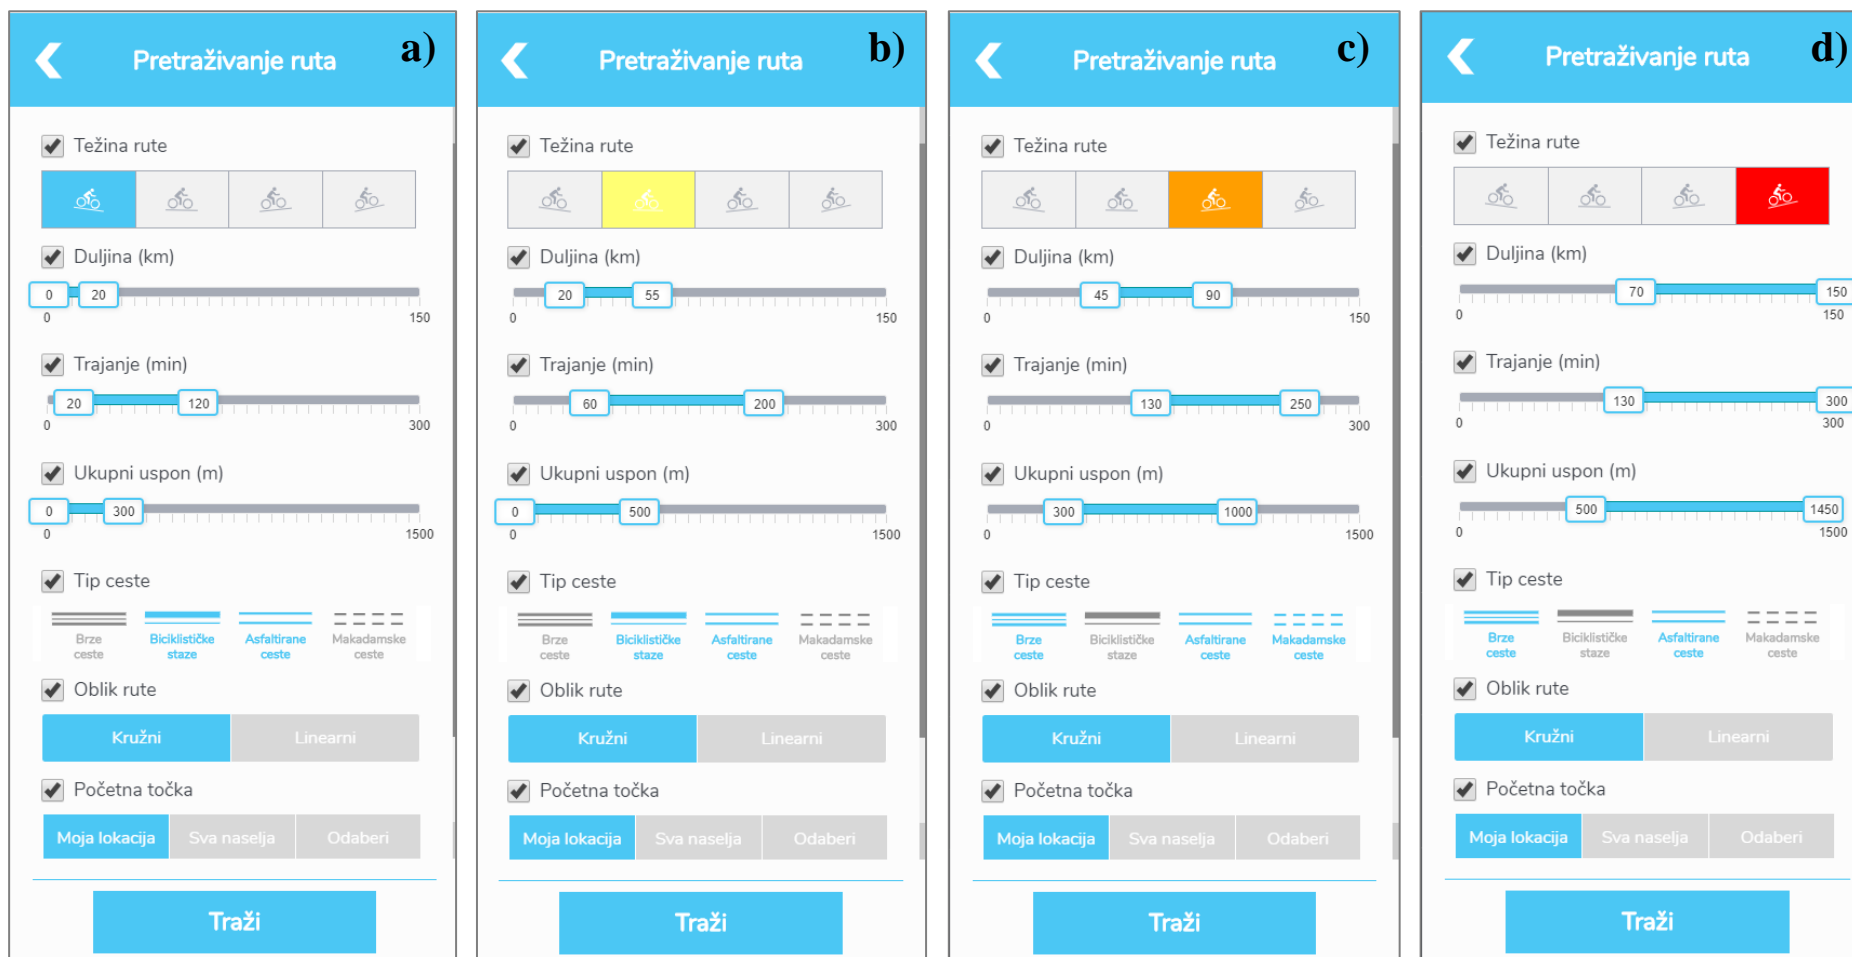 Pretraživanje ruta
a)
Težina rute
Duljina (km)
0 20
0 150
Trajanje (min)
20 120
0 300
Ukupni uspon (m)
0 300
0 1500
Tip ceste
Brze ceste
Biciklističke staze
Asfaltirane ceste
Makadamske ceste
Oblik rute
Kružni Linearni
Početna točka
Moja lokacija Sva naselja Odaberi
Traži
Pretraživanje ruta
b)
Težina rute
Duljina (km)
20 55
0 150
Trajanje (min)
60 200
0 300
Ukupni uspon (m)
0 500
0 1500
Tip ceste
Brze ceste
Biciklističke staze
Asfaltirane ceste
Makadamske ceste
Oblik rute
Kružni Linearni
Početna točka
Moja lokacija Sva naselja Odaberi
Traži
Pretraživanje ruta
c)
Težina rute
Duljina (km)
45 90
0 150
Trajanje (min)
130 250
0 300
Ukupni uspon (m)
300 1000
0 1500
Tip ceste
Brze ceste
Biciklističke staze
Asfaltirane ceste
Makadamske ceste
Oblik rute
Kružni Linearni
Početna točka
Moja lokacija Sva naselja Odaberi
Traži
Pretraživanje ruta
d)
Težina rute
Duljina (km)
70 150
0 150
Trajanje (min)
130 300
0 300
Ukupni uspon (m)
500 1450
0 1500
Tip ceste
Brze ceste
Biciklističke staze
Asfaltirane ceste
Makadamske ceste
Oblik rute
Kružni Linearni
Početna točka
Moja lokacija Sva naselja Odaberi
Traži